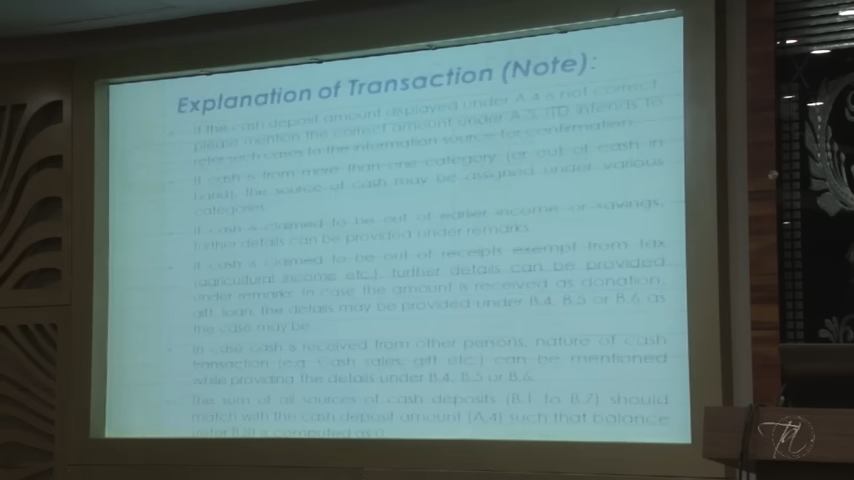 Explanation of Transaction (Note):
If the cash deposit amount displayed under A.4 is not correct
please mention the correct amount under A.5. ITD intends to
refer such cases to the information source for confirmation.
If cash is from more than one category (or out of cash in
hand), the source of cash may be assigned under various
categories.
If cash is claimed to be out of earlier income or savings,
further details can be provided under remarks.
If cash is claimed to be out of receipts exempt from tax
(agricultural income etc.), further details can be provided
under remarks. In case the amount is received as donation,
gift, loan, the details may be provided under B.4, B.5 or B.6 as
the case may be.
In case cash is received from other persons, nature of cash
transaction (e.g. Cash sales, gift etc.) can be mentioned
while providing the details under B.4, B.5 or B.6.
The sum of all sources of cash deposits (B.1 to B.7) should
match with the cash deposit amount (A.4) such that balance
is computed as 0